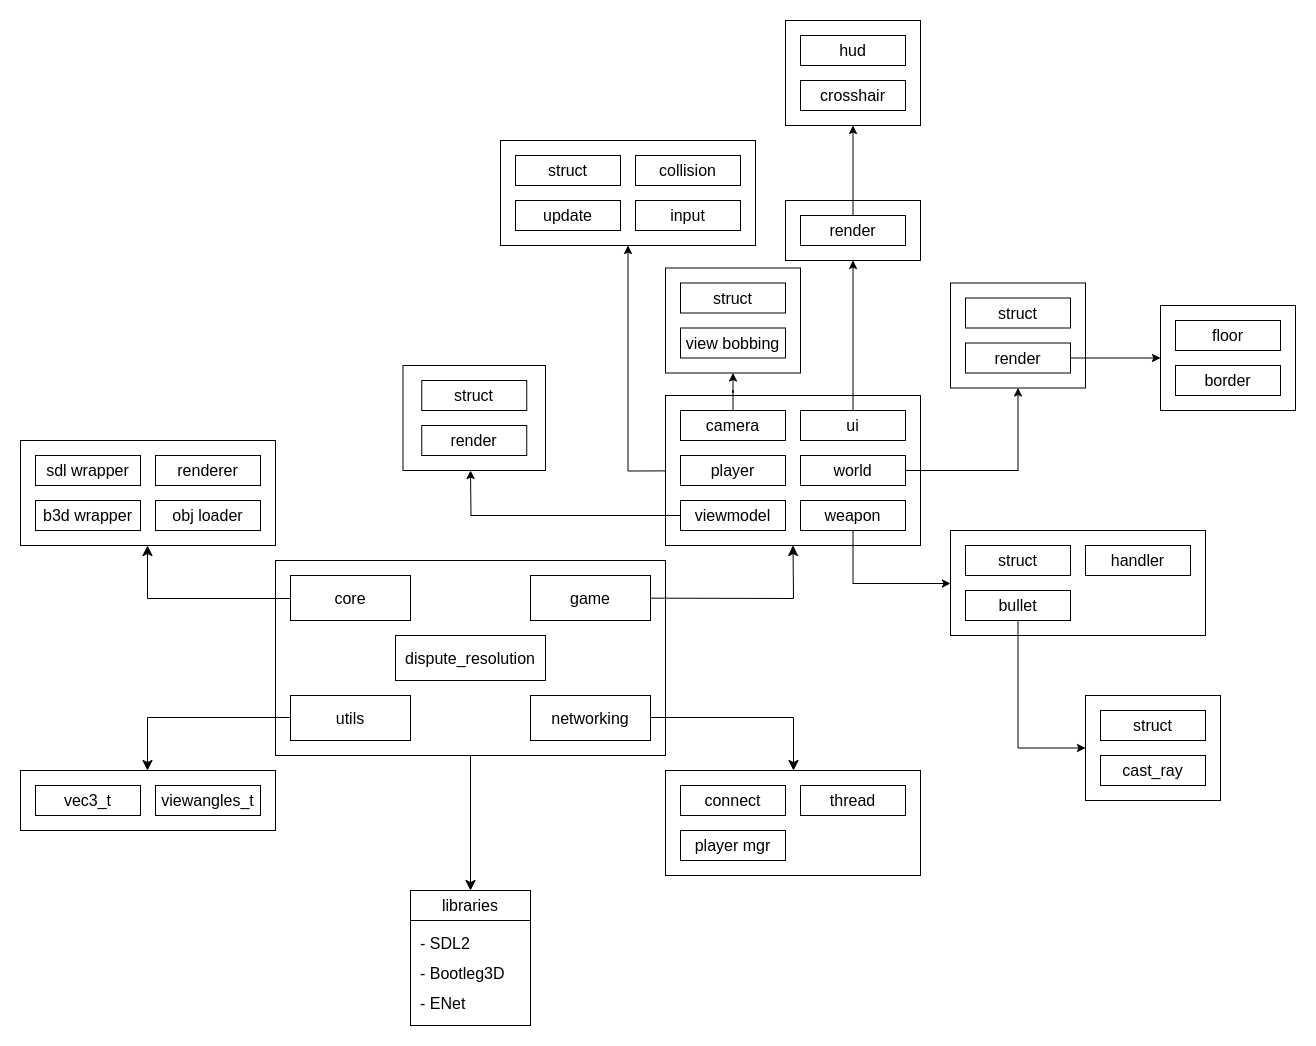 hud
crosshair
struct
collision
update
input
render
struct
view bobbing
struct
render
floor
border
struct
render
camera
ui
player
world
viewmodel
weapon
sdl wrapper
renderer
b3d wrapper
obj loader
struct
handler
bullet
core
game
dispute_resolution
utils
networking
struct
cast_ray
vec3_t
viewangles_t
connect
thread
player mgr
libraries
- SDL2
- Bootleg3D
- ENet